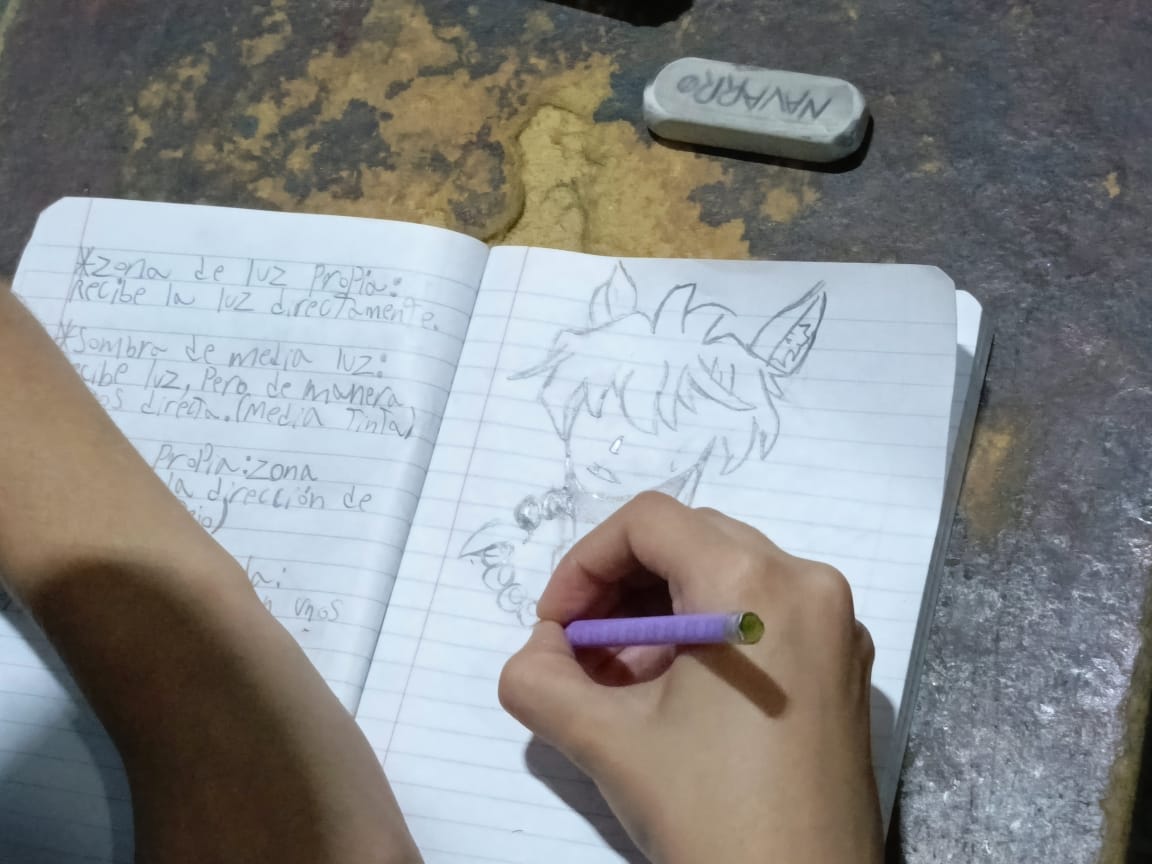 NAVARRO
*zona de luz propia:
Recibe la luz directamente.
*Sombra de media luz:
luz, pero de manera
directa. (Media Tinta)
propia: zona
la dirección de
unos